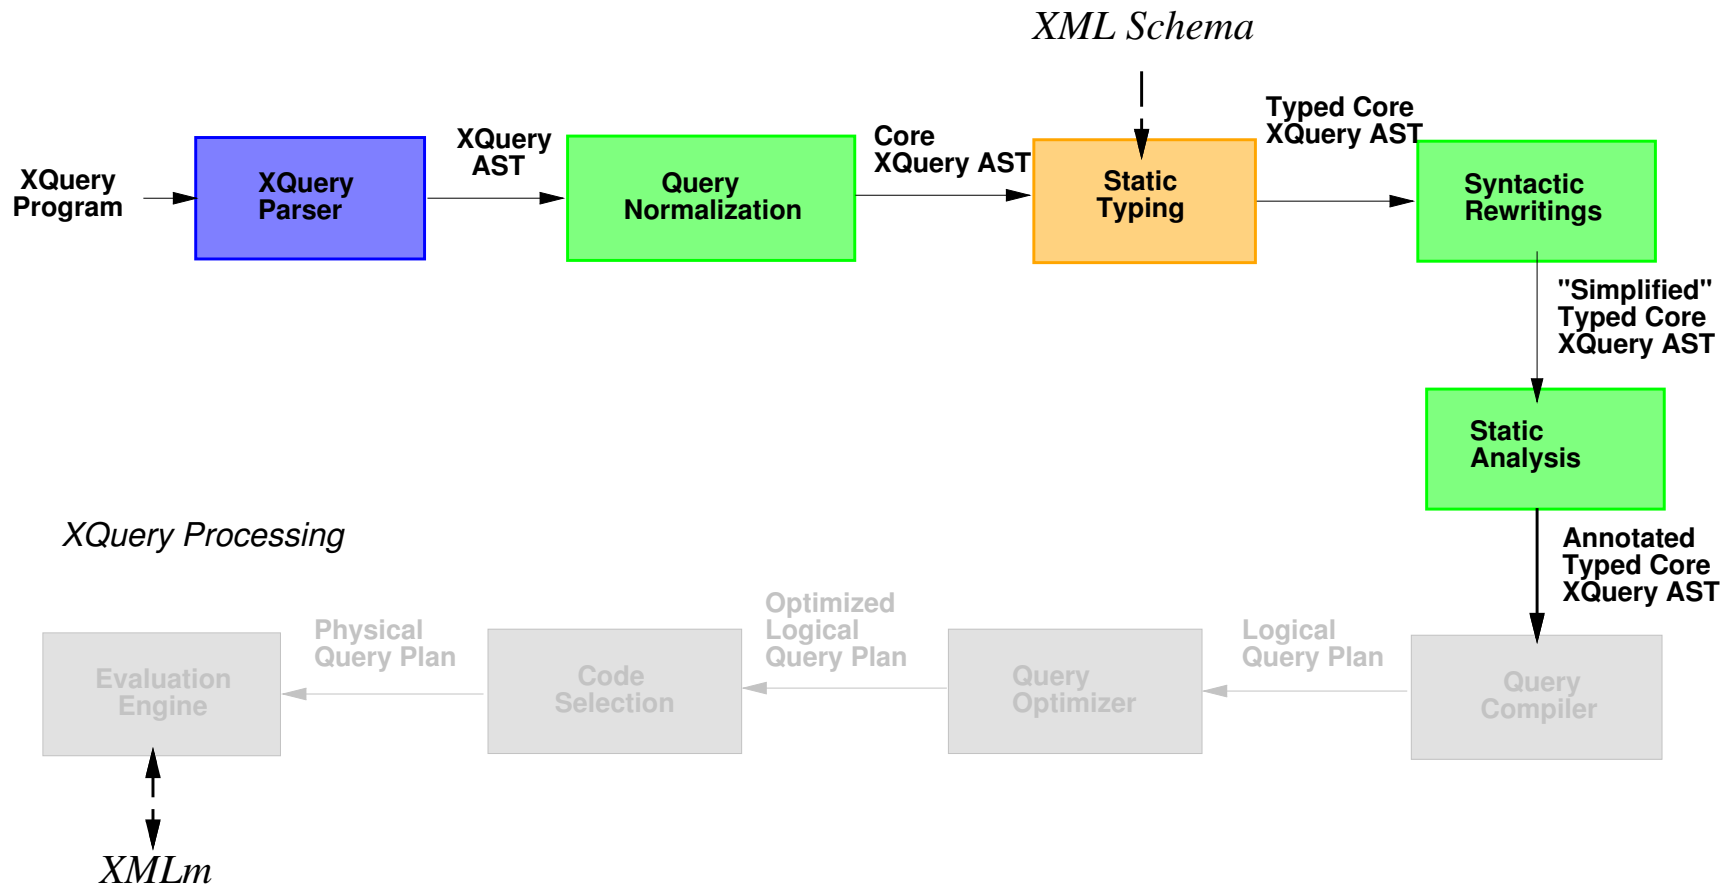 XML Schema
XQuery
Program
XQuery
Parser
XQuery
AST
Query
Normalization
Core
XQuery AST
Static
Typing
Typed Core
XQuery AST
Syntactic
Rewritings
"Simplified"
Typed Core
XQuery AST
Static
Analysis
Annotated
Typed Core
XQuery AST
XQuery Processing
Query
Compiler
Logical
Query Plan
Query
Optimizer
Optimized
Logical
Query Plan
Code
Selection
Physical
Query Plan
Evaluation
Engine
XMLm